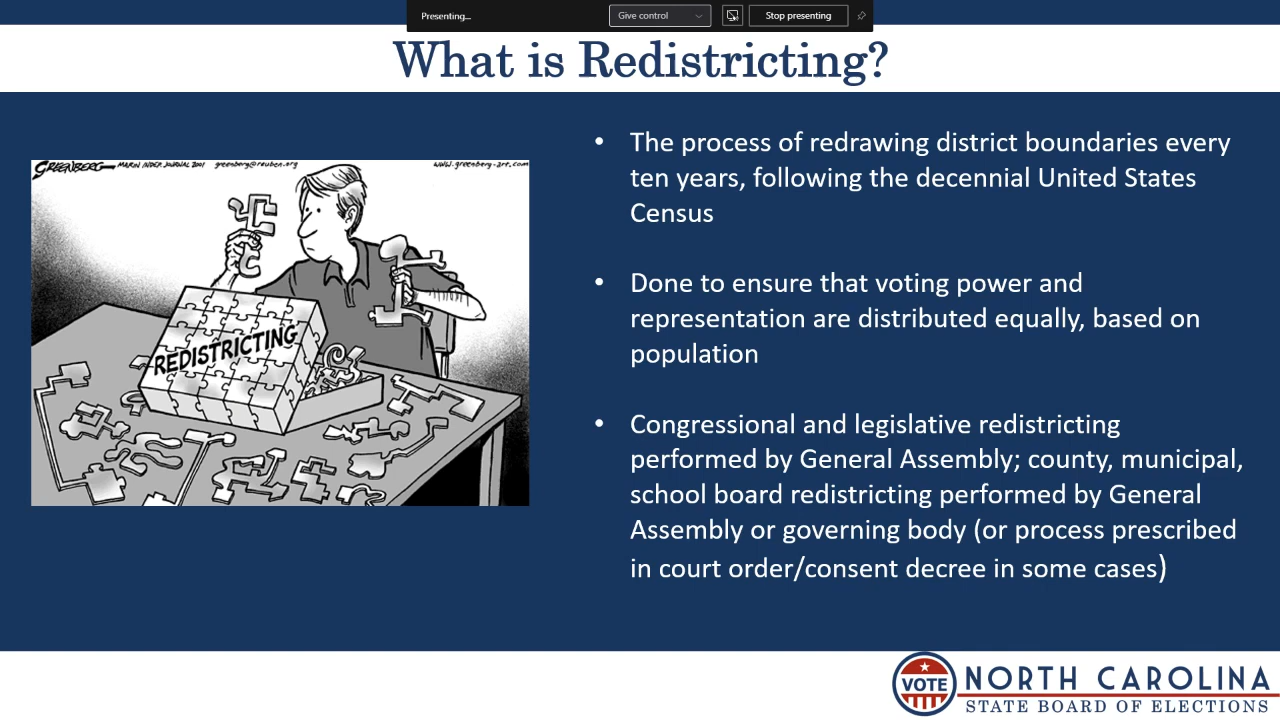 Presenting...
Give control
Stop presenting
What is Redistricting?
GREENBERG— MARIN INDEP. JOURNAL 2001 greenberg@reuben.org www.greenberg-art.com
REDISTRICTING
• The process of redrawing district boundaries every
ten years, following the decennial United States
Census
• Done to ensure that voting power and
representation are distributed equally, based on
population
• Congressional and legislative redistricting
performed by General Assembly; county, municipal,
school board redistricting performed by General
Assembly or governing body (or process prescribed
in court order/consent decree in some cases)
VOTE
NORTH CAROLINA
STATE BOARD OF ELECTIONS